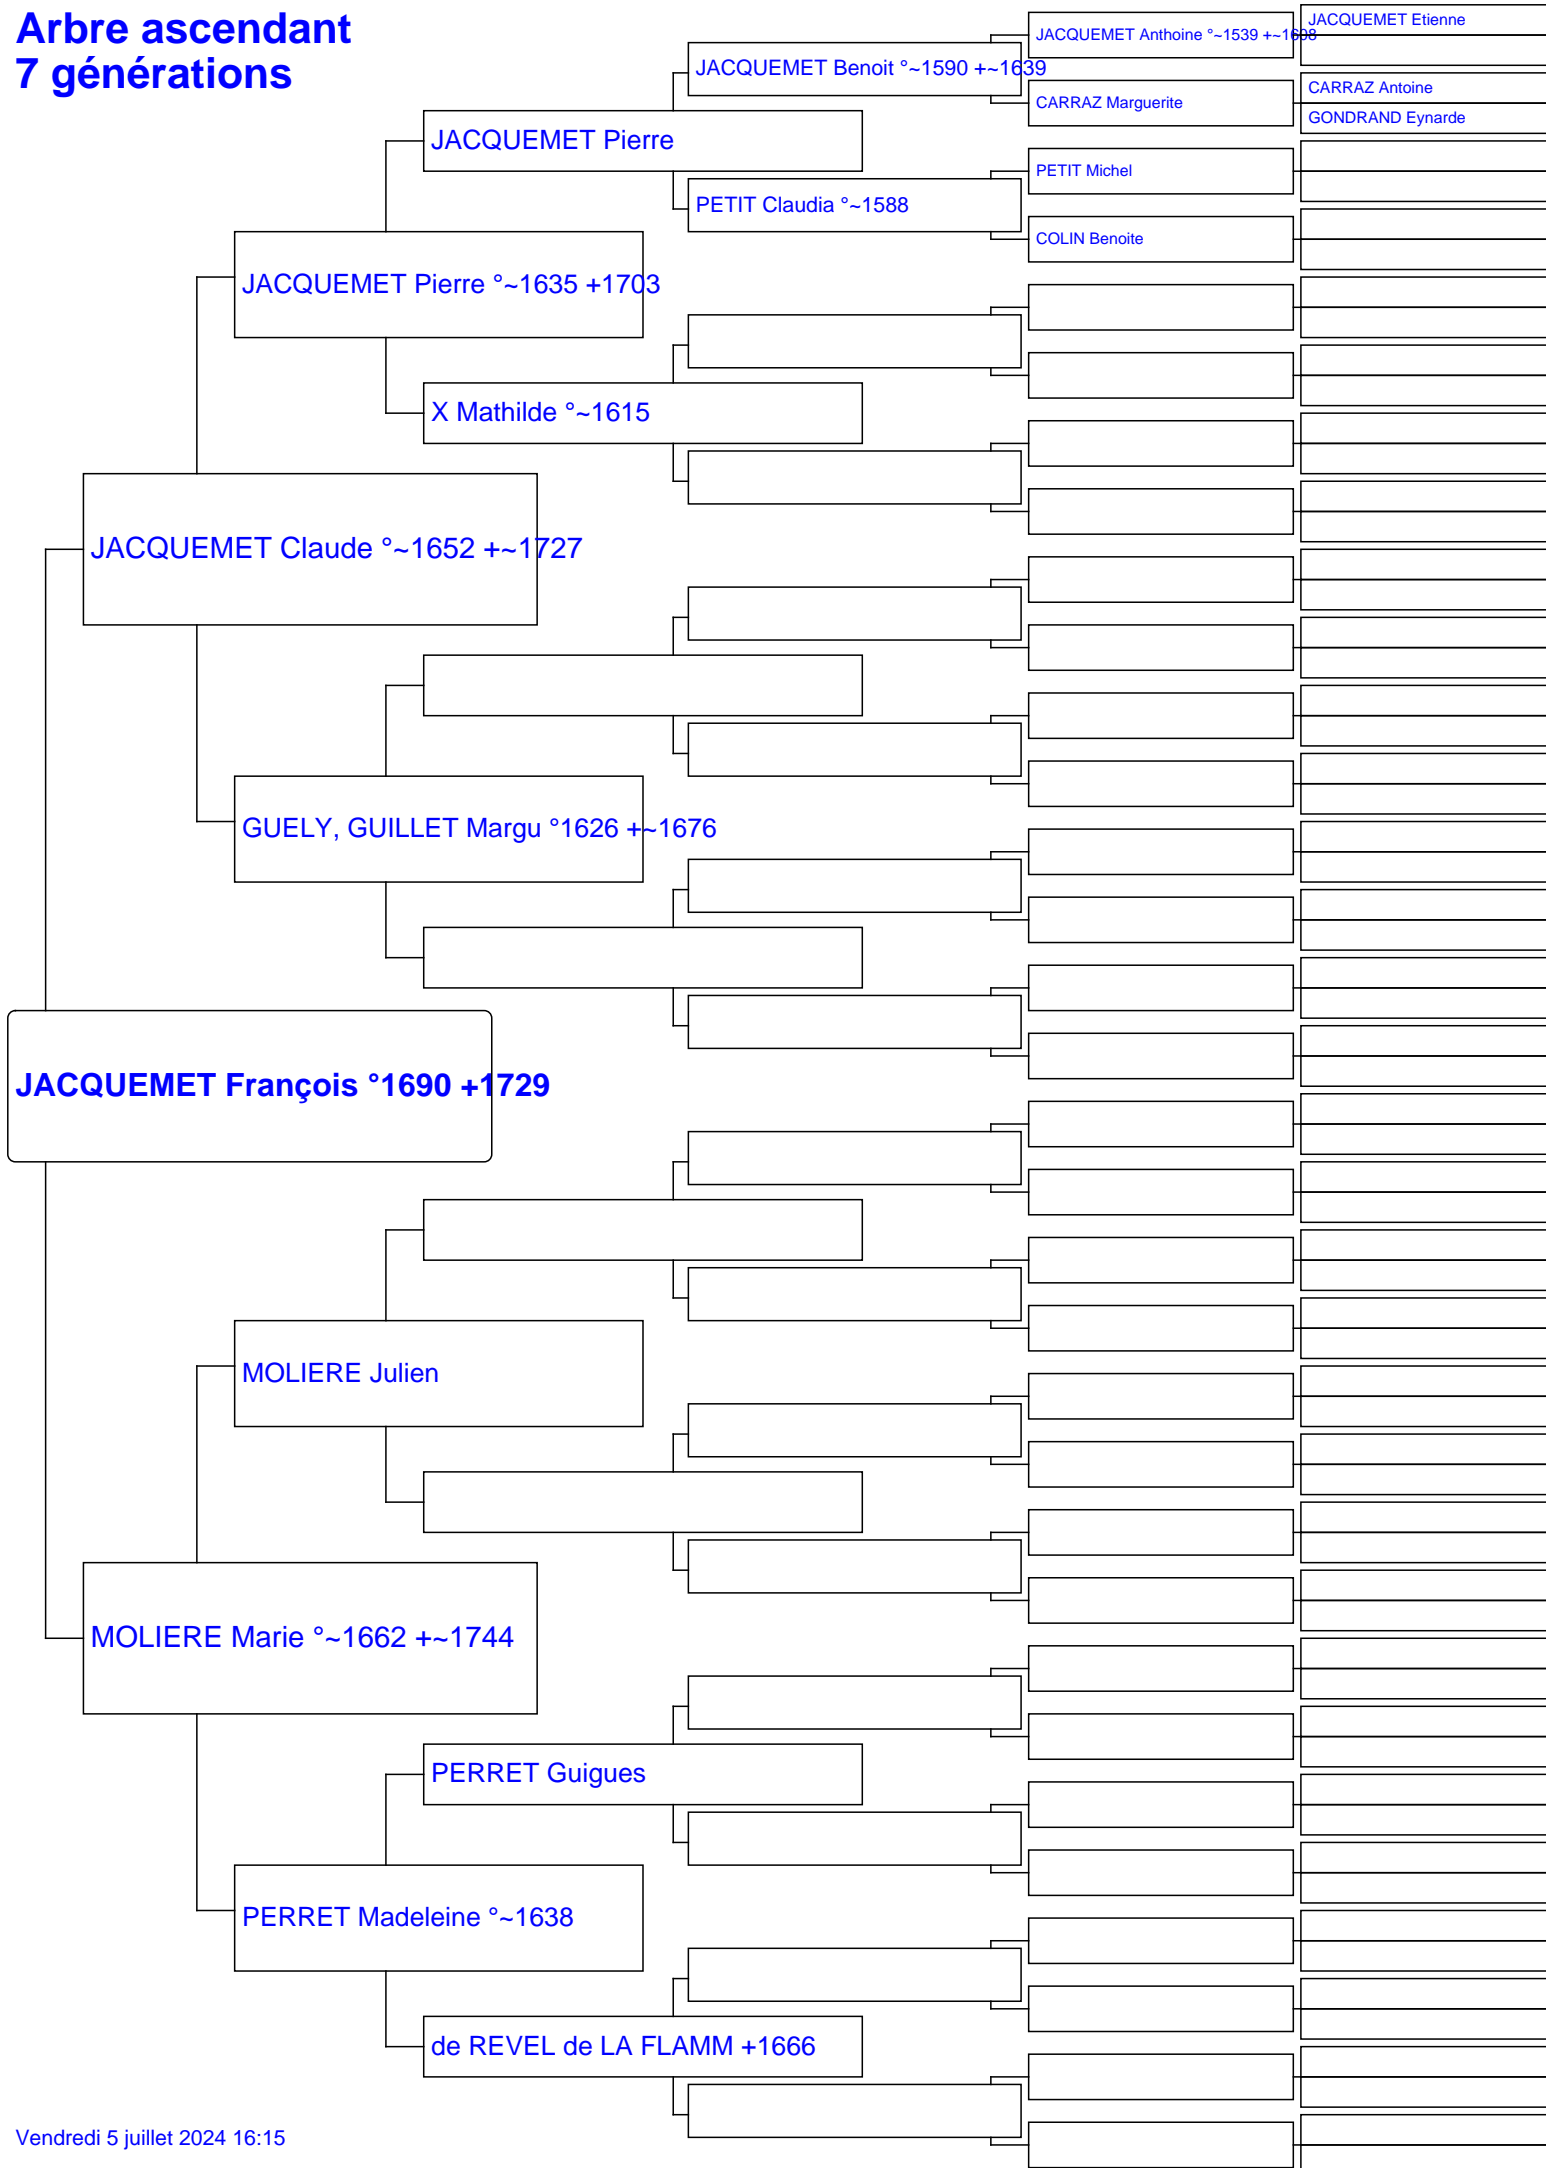 Arbre ascendant
7 générations
JACQUEMET Etienne
JACQUEMET Anthoine °~1539 +~1608
JACQUEMET Benoit °~1590 +~1639
CARRAZ Antoine
CARRAZ Marguerite
GONDRAND Eynarde
JACQUEMET Pierre
PETIT Michel
PETIT Claudia °~1588
COLIN Benoite
JACQUEMET Pierre °~1635 +1703
X Mathilde °~1615
JACQUEMET Claude °~1652 +~1727
GUELY, GUILLET Margu °1626 +~1676
JACQUEMET François °1690 +1729
MOLIERE Julien
MOLIERE Marie °~1662 +~1744
PERRET Guigues
PERRET Madeleine °~1638
de REVEL de LA FLAMM +1666
Vendredi 5 juillet 2024 16:15